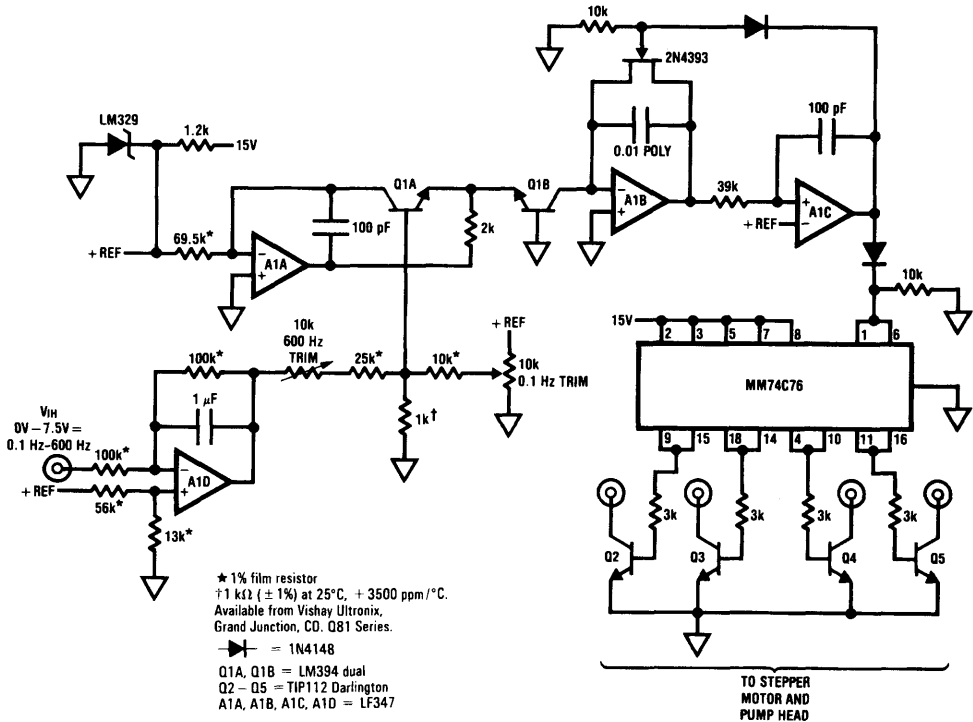 10k
2N4393
LM329
1.2k
15V
100 pF
0.01 POLY
Q1A
Q1B
A1B
39k
A1C
+REF
100 pF
2k
+REF
69.5k*
A1A
10k
10k
600 Hz
TRIM
+REF
15V
2 3 5 7 8 1 6
100k*
25k*
10k*
10k
0.1 Hz TRIM
MM74C76
1 µF
1k†
VIH
0V–7.5V=
0.1 Hz–600 Hz
100k*
A1D
9 15 18 14 4 10 11 16
+REF
56k*
13k*
3k 3k 3k 3k
Q2 Q3 Q4 Q5
★ 1% film resistor
†1 kΩ (±1%) at 25°C, +3500 ppm/°C.
Available from Vishay Ultronix,
Grand Junction, CO. Q81 Series.
= 1N4148
Q1A, Q1B = LM394 dual
Q2 – Q5 = TIP112 Darlington
A1A, A1B, A1C, A1D = LF347
TO STEPPER
MOTOR AND
PUMP HEAD